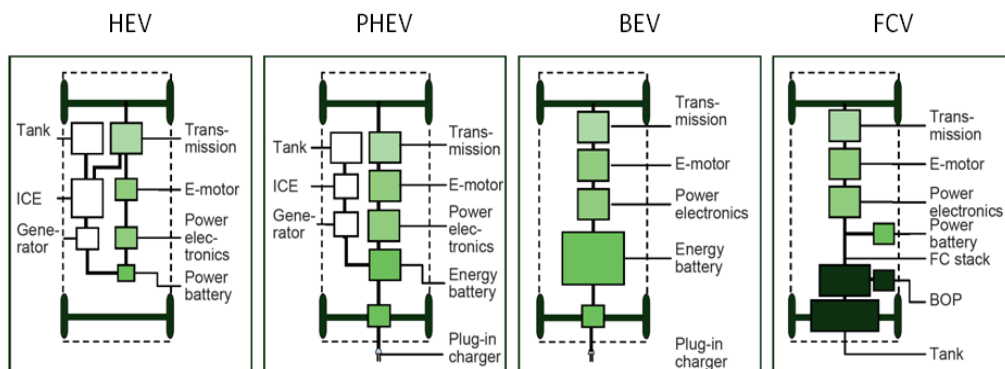 HEV
PHEV
BEV
FCV
Tank
ICE
Gene-
rator
Trans-
mission
E-motor
Power
elec-
tronics
Power
battery
Tank
ICE
Gene-
rator
Trans-
mission
E-motor
Power
elec-
tronics
Energy
battery
Plug-in
charger
Trans-
mission
E-motor
Power
electronics
Energy
battery
Plug-in
charger
Trans-
mission
E-motor
Power
electronics
Power
battery
FC stack
BOP
Tank